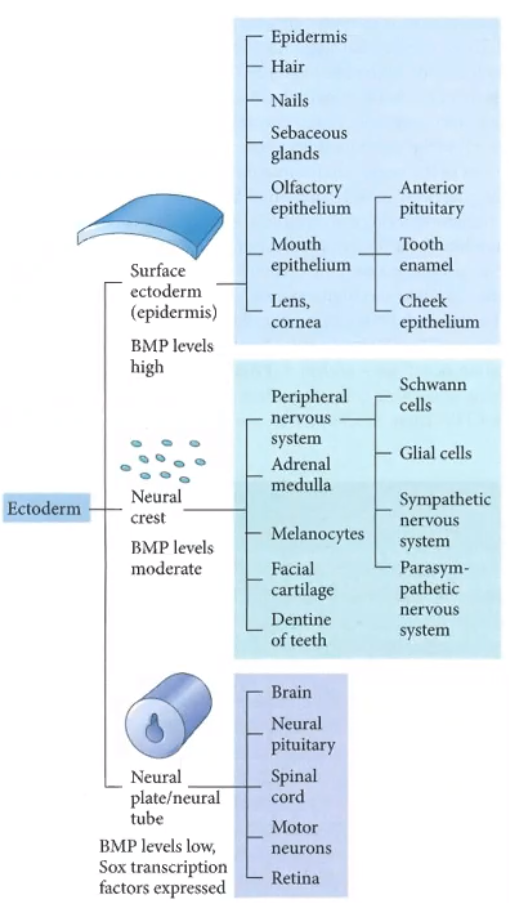 Epidermis
Hair
Nails
Sebaceous
glands
Olfactory
epithelium
Mouth
epithelium
Lens,
cornea
Anterior
pituitary
Tooth
enamel
Cheek
epithelium
Surface
ectoderm
(epidermis)
BMP levels
high
Ectoderm
Neural
crest
BMP levels
moderate
Peripheral
nervous
system
Adrenal
medulla
Melanocytes
Facial
cartilage
Dentine
of teeth
Schwann
cells
Glial cells
Sympathetic
nervous
system
Parasym-
pathetic
nervous
system
Neural
plate/neural
tube
BMP levels low,
Sox transcription
factors expressed
Brain
Neural
pituitary
Spinal
cord
Motor
neurons
Retina